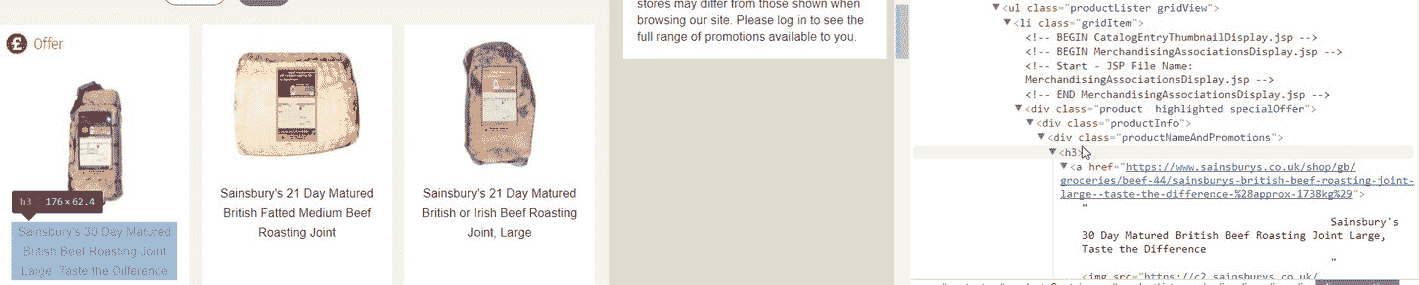 stores may differ from those shown when
browsing our site. Please log in to see the
full range of promotions available to you.
£ Offer
h3 176×62.4
Sainsbury's 30 Day Matured
British Beef Roasting Joint
Large, Taste the Difference
Sainsbury's 21 Day Matured
British Fatted Medium Beef
Roasting Joint
Sainsbury's 21 Day Matured
British or Irish Beef Roasting
Joint, Large
▼<ul class="productLister gridView">
▼<li class="gridItem">
<!-- BEGIN CatalogEntryThumbnailDisplay.jsp -->
<!-- BEGIN MerchandisingAssociationsDisplay.jsp -->
<!-- Start - JSP File Name:
MerchandisingAssociationsDisplay.jsp -->
<!-- END MerchandisingAssociationsDisplay.jsp -->
▼<div class="product  highlighted specialOffer">
▼<div class="productInfo">
▼<div class="productNameAndPromotions">
▼<h3>
▼<a href="https://www.sainsburys.co.uk/shop/gb/
groceries/beef-44/sainsburys-british-beef-roasting-joint-
large--taste-the-difference-%28approx-1738kg%29">
"
Sainsbury's
30 Day Matured British Beef Roasting Joint Large,
Taste the Difference
"
<img src="https://c2.sainsburys.co.uk/